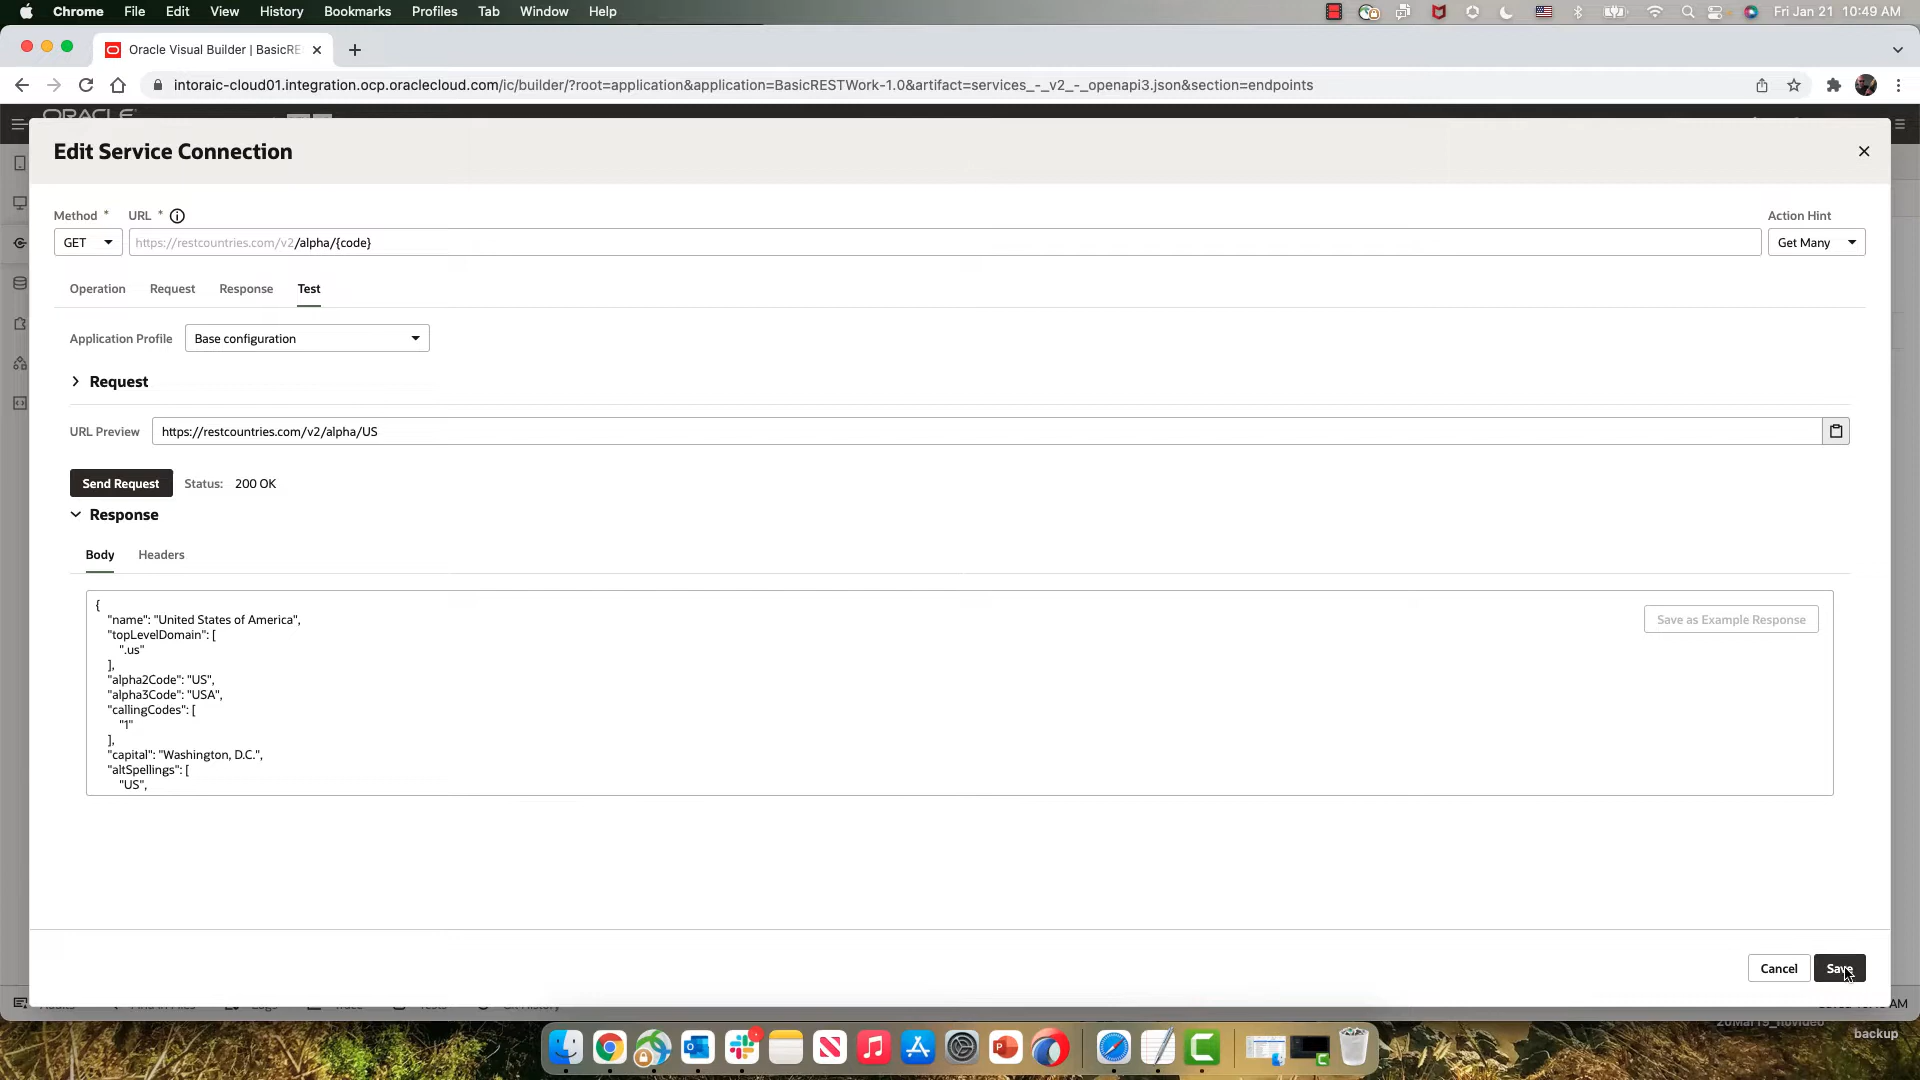 Chrome File Edit View History Bookmarks Profiles Tab Window Help Fri Jan 21 10:49 AM
Oracle Visual Builder | BasicRE
intoraic-cloud01.integration.ocp.oraclecloud.com/ic/builder/?root=application&application=BasicRESTWork-1.0&artifact=services_-_v2_-_openapi3.json&section=endpoints
ORACLE
Edit Service Connection
Method * URL * Action Hint
GET https://restcountries.com/v2/alpha/{code} Get Many
Operation Request Response Test
Application Profile Base configuration
Request
URL Preview https://restcountries.com/v2/alpha/US
Send Request Status: 200 OK
Response
Body Headers
{
"name": "United States of America",
Save as Example Response
"topLevelDomain": [
".us"
],
"alpha2Code": "US",
"alpha3Code": "USA",
"callingCodes": [
"1"
],
"capital": "Washington, D.C.",
"altSpellings": [
"US",
Cancel Save
AM
20Mar19_novideo
backup